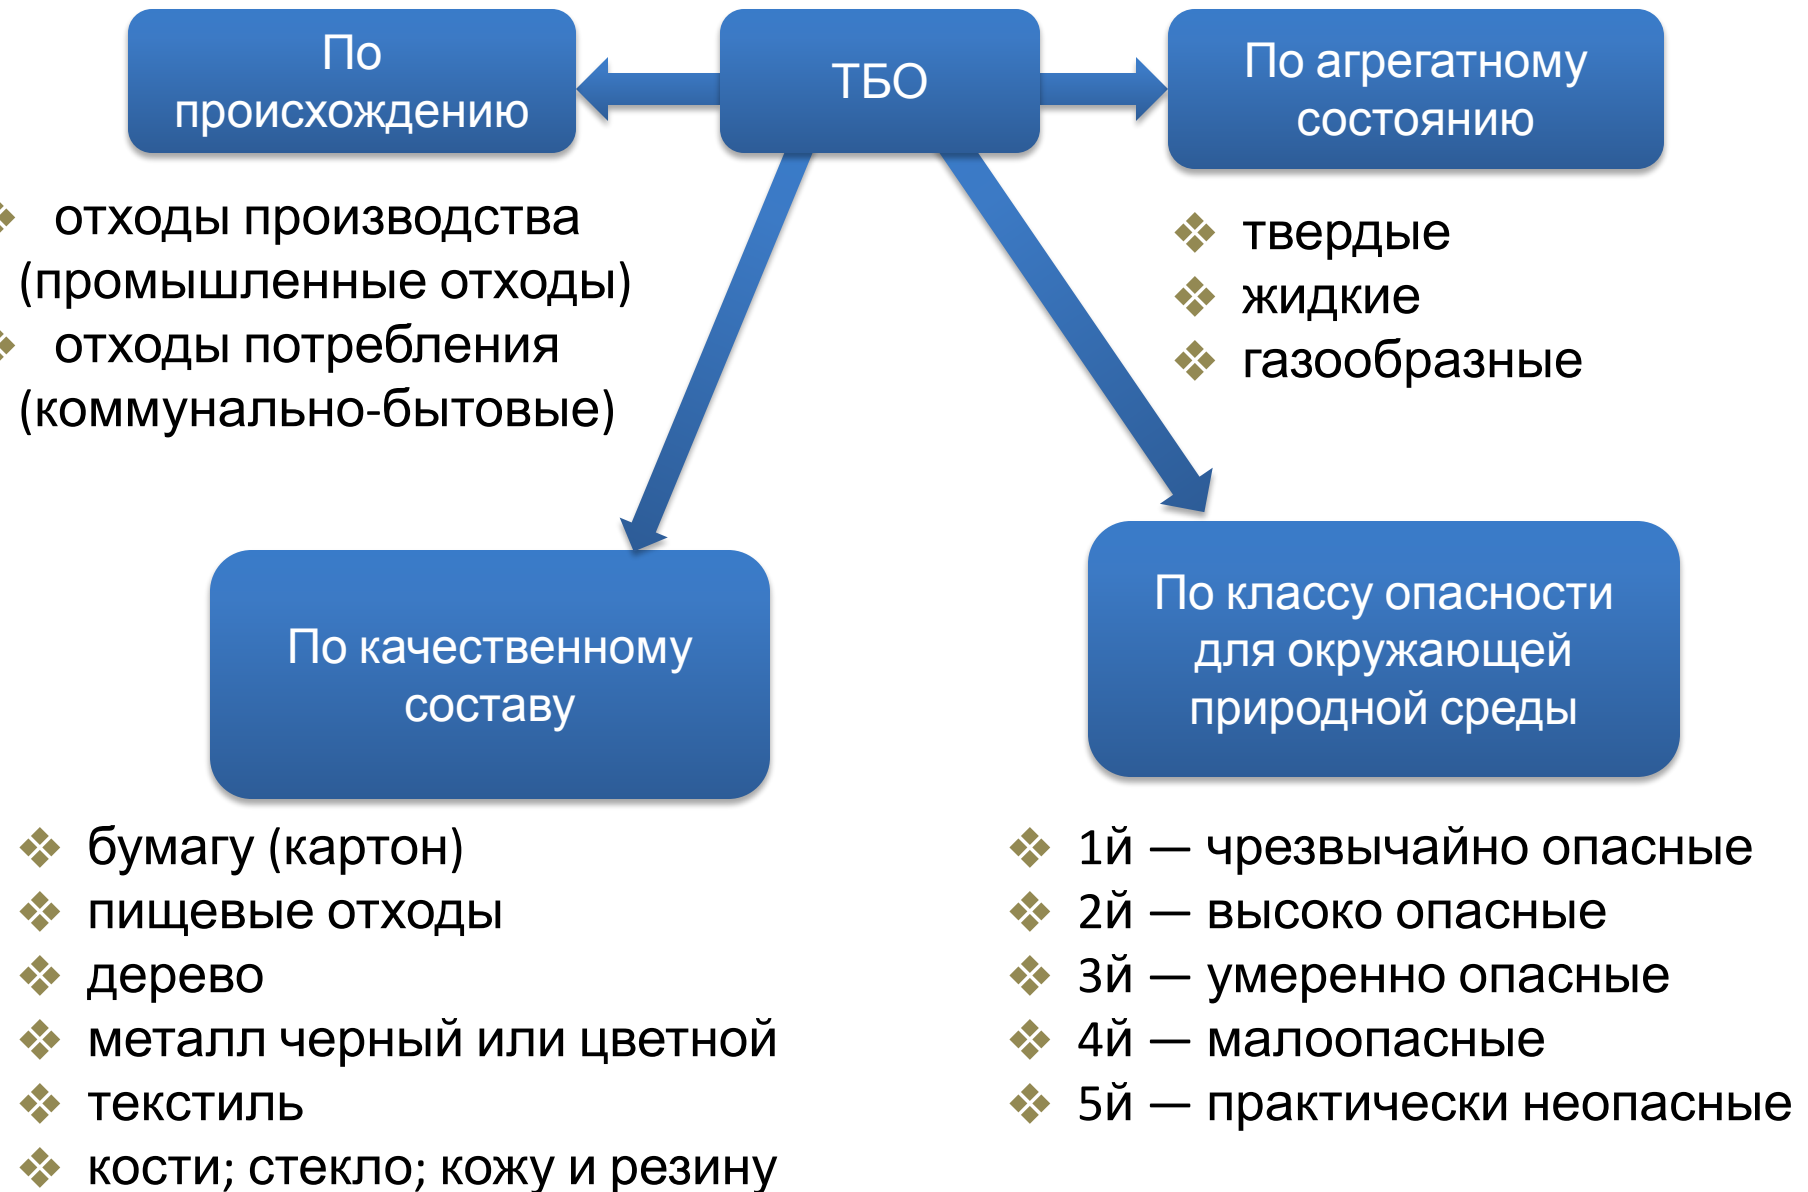 По
происхождению
ТБО
По агрегатному
состоянию
отходы производства
(промышленные отходы)
отходы потребления
(коммунально-бытовые)
твердые
жидкие
газообразные
По качественному
составу
По классу опасности
для окружающей
природной среды
бумагу (картон)
пищевые отходы
дерево
металл черный или цветной
текстиль
кости; стекло; кожу и резину
1й — чрезвычайно опасные
2й — высоко опасные
3й — умеренно опасные
4й — малоопасные
5й — практически неопасные